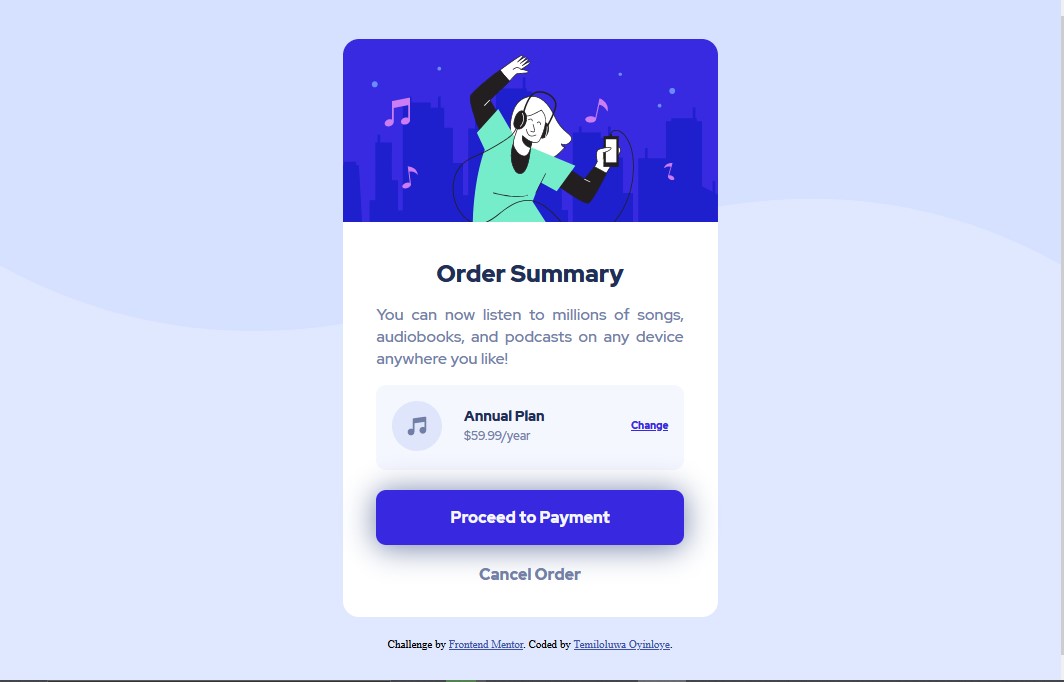 Order Summary
You can now listen to millions of songs,
audiobooks, and podcasts on any device
anywhere you like!
Annual Plan
$59.99/year
Change
Proceed to Payment
Cancel Order
Challenge by Frontend Mentor. Coded by Temiloluwa Oyinloye.